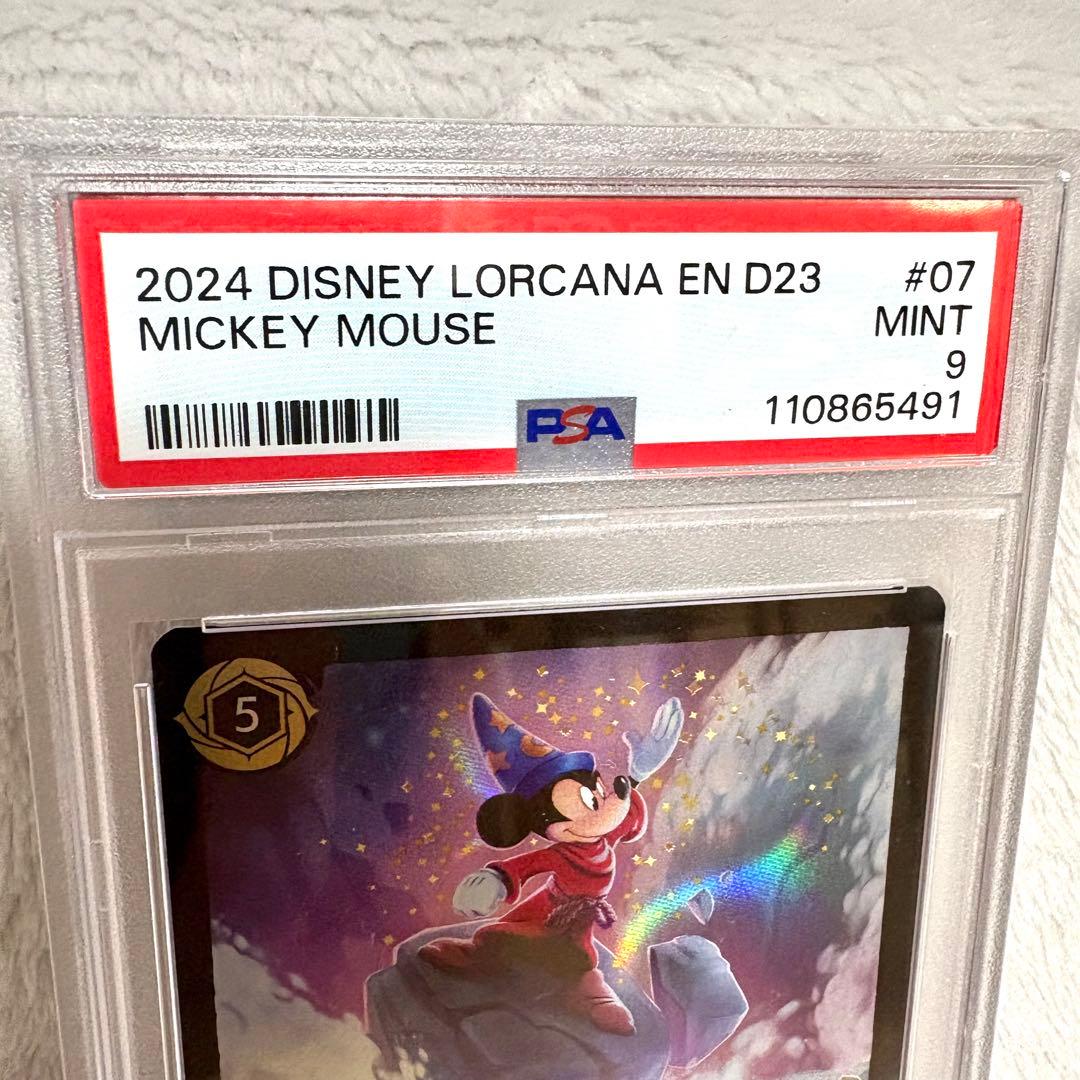 2024 DISNEY LORCANA EN D23 #07
MICKEY MOUSE MINT
9
PSA 110865491
5